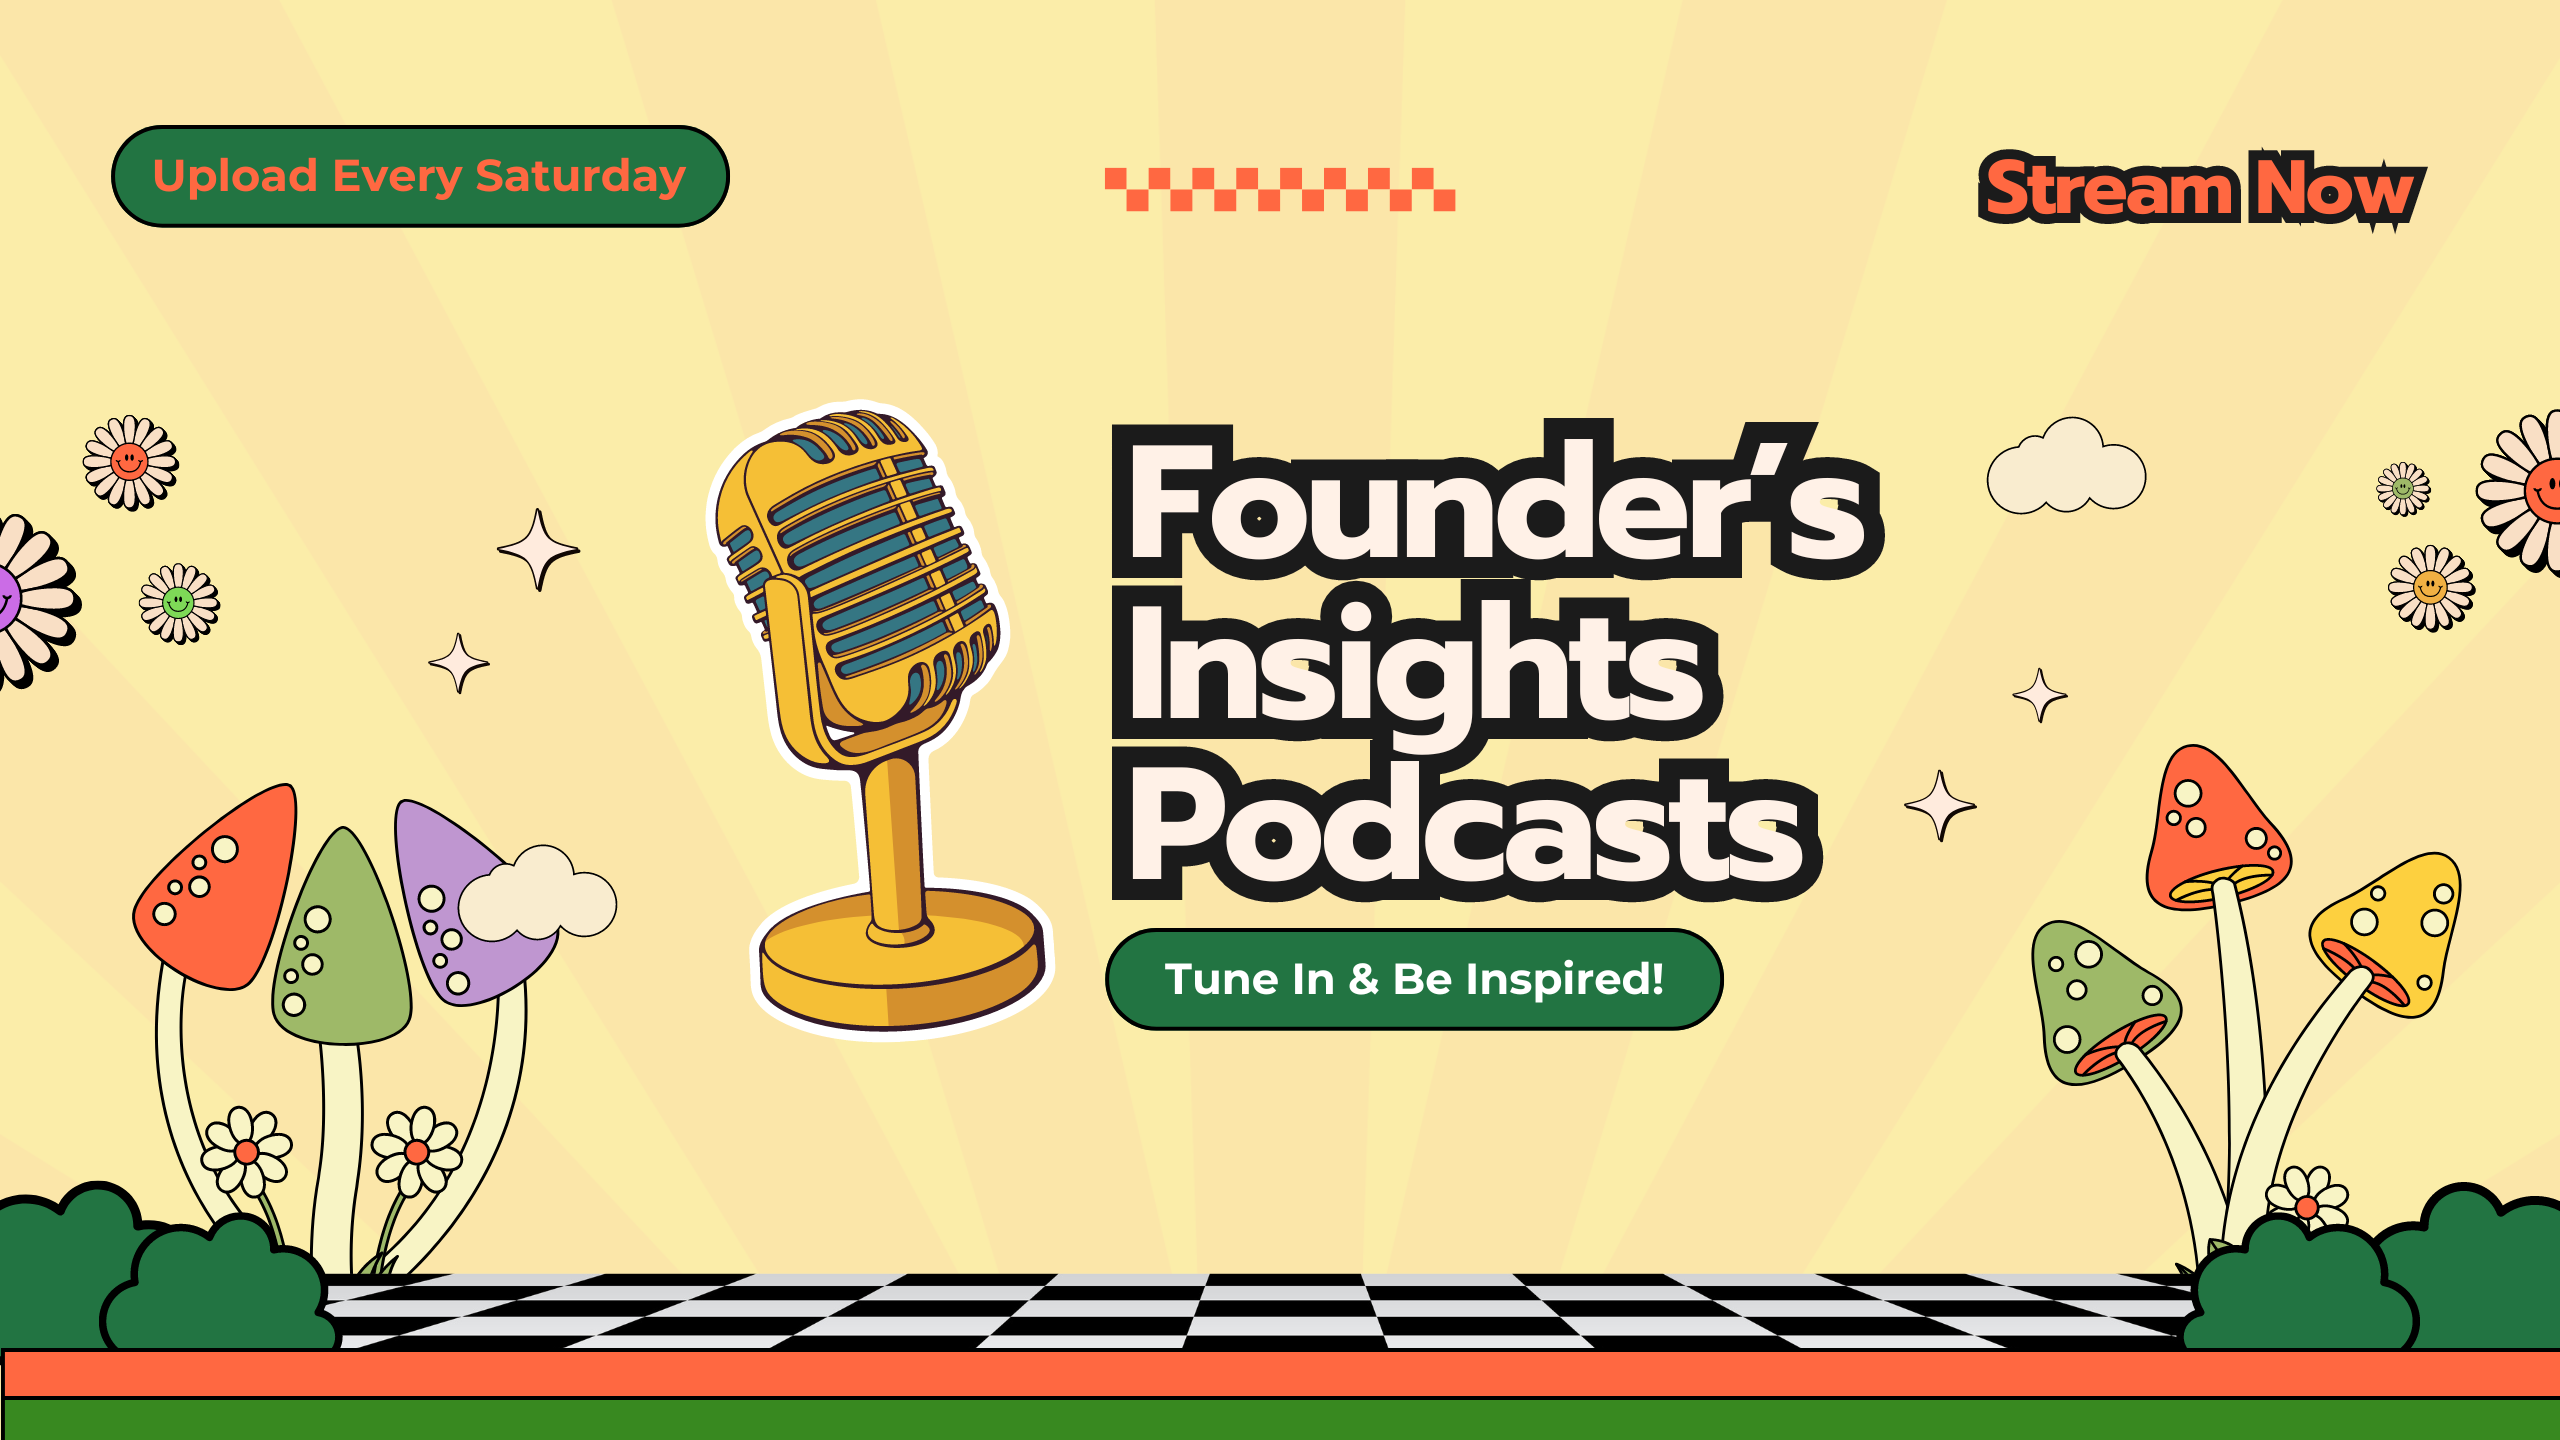 Upload Every Saturday
Stream Now
Founder’s
Insights
Podcasts
Tune In & Be Inspired!